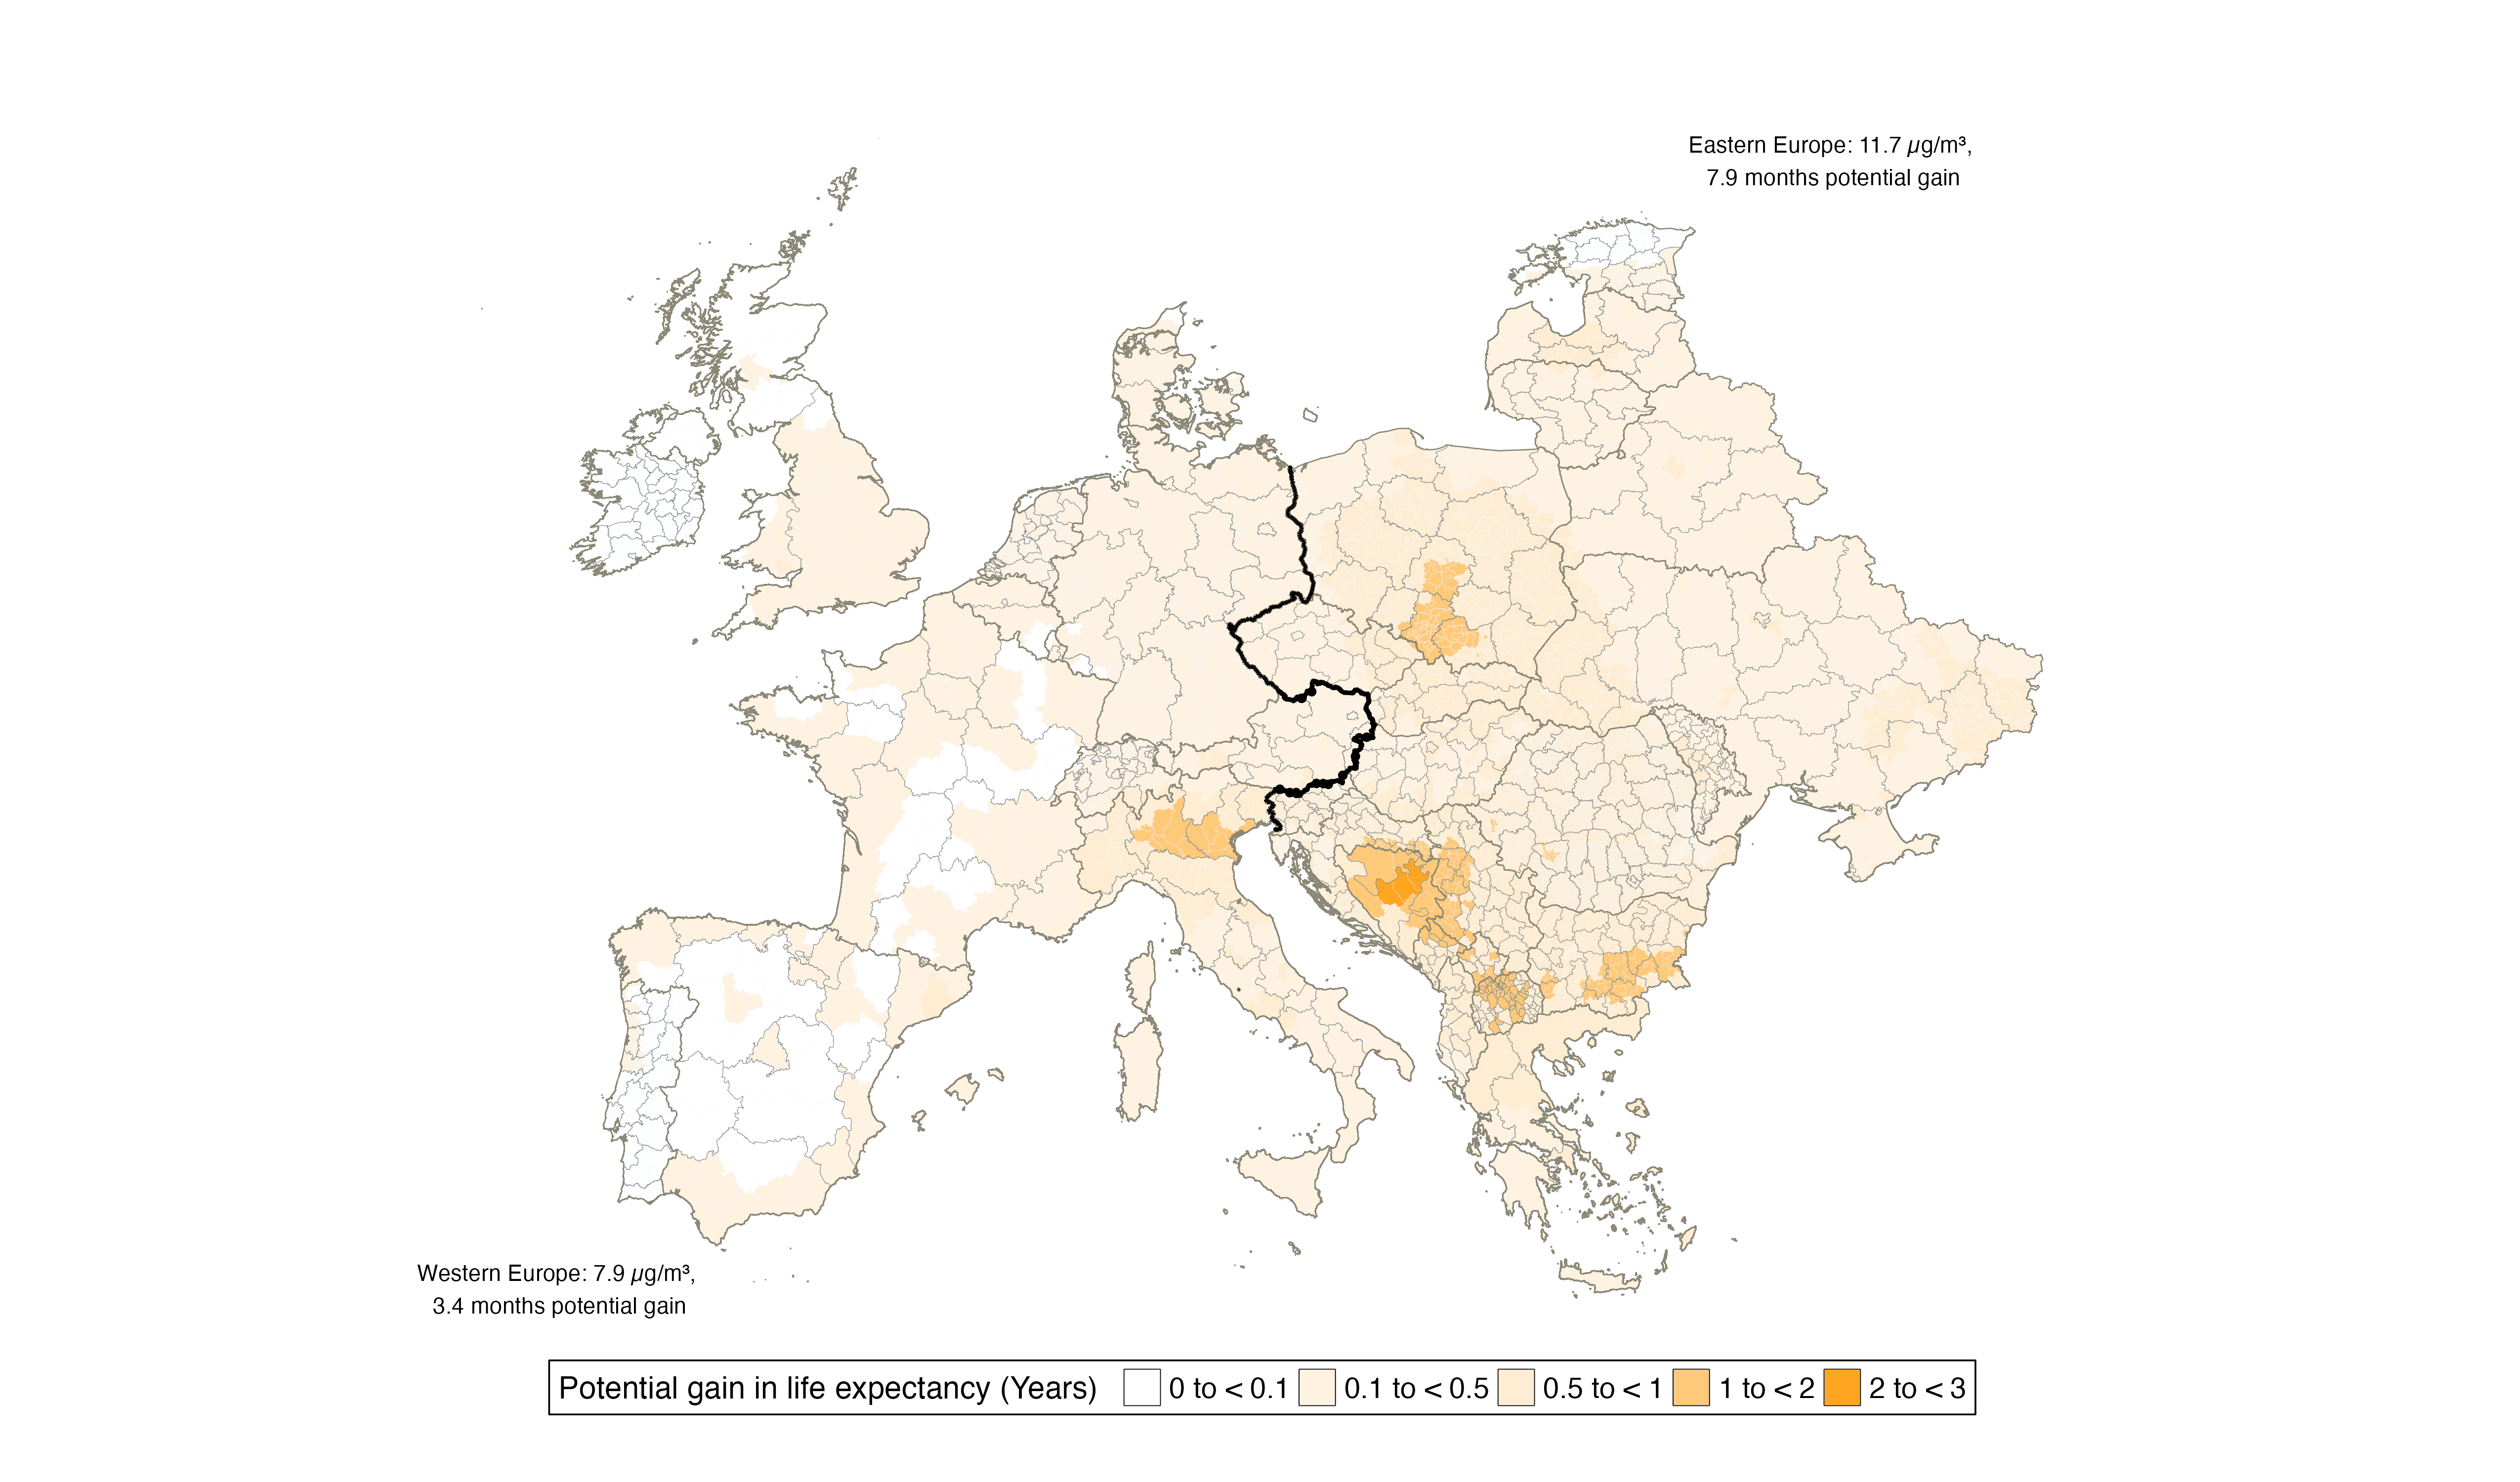 Eastern Europe: 11.7 µg/m³,
7.9 months potential gain
Western Europe: 7.9 µg/m³,
3.4 months potential gain
Potential gain in life expectancy (Years) 0 to < 0.1 0.1 to < 0.5 0.5 to < 1 1 to < 2 2 to < 3